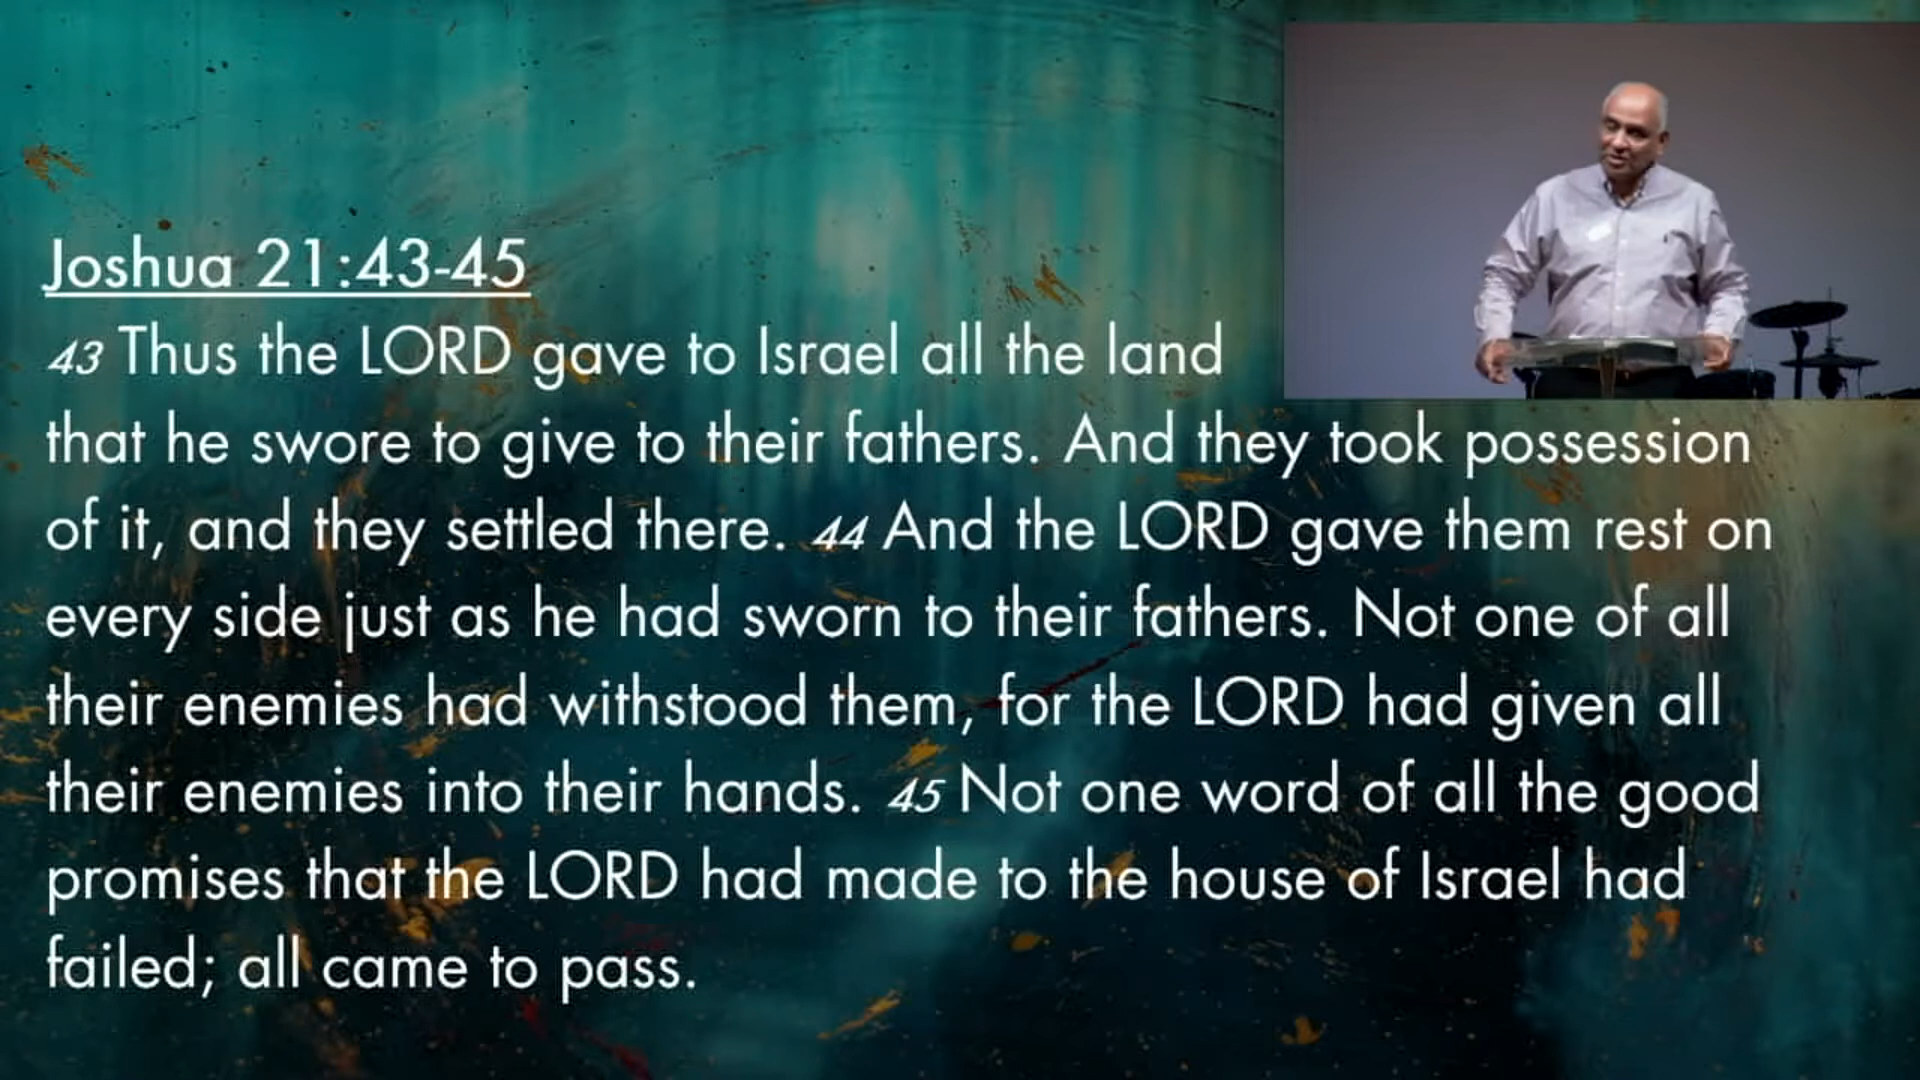 Joshua 21:43-45
43 Thus the LORD gave to Israel all the land
that he swore to give to their fathers. And they took possession
of it, and they settled there. 44 And the LORD gave them rest on
every side just as he had sworn to their fathers. Not one of all
their enemies had withstood them, for the LORD had given all
their enemies into their hands. 45 Not one word of all the good
promises that the LORD had made to the house of Israel had
failed; all came to pass.